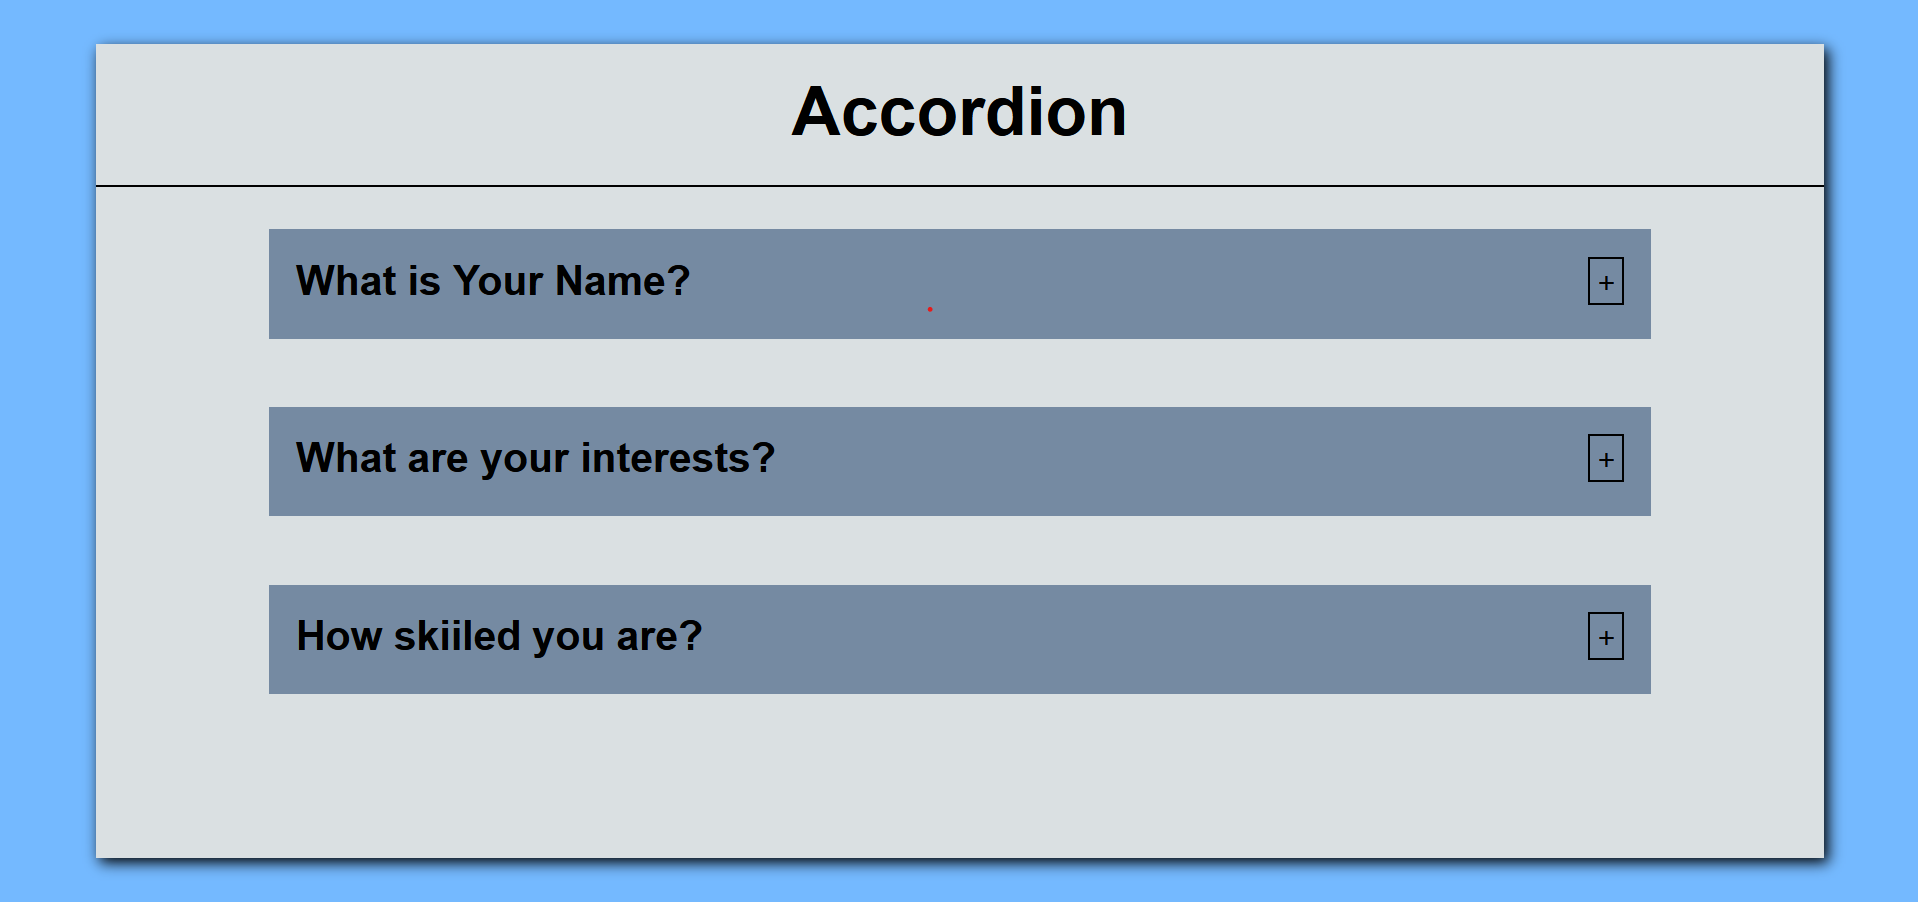 Accordion
What is Your Name? +
What are your interests? +
How skiiled you are? +